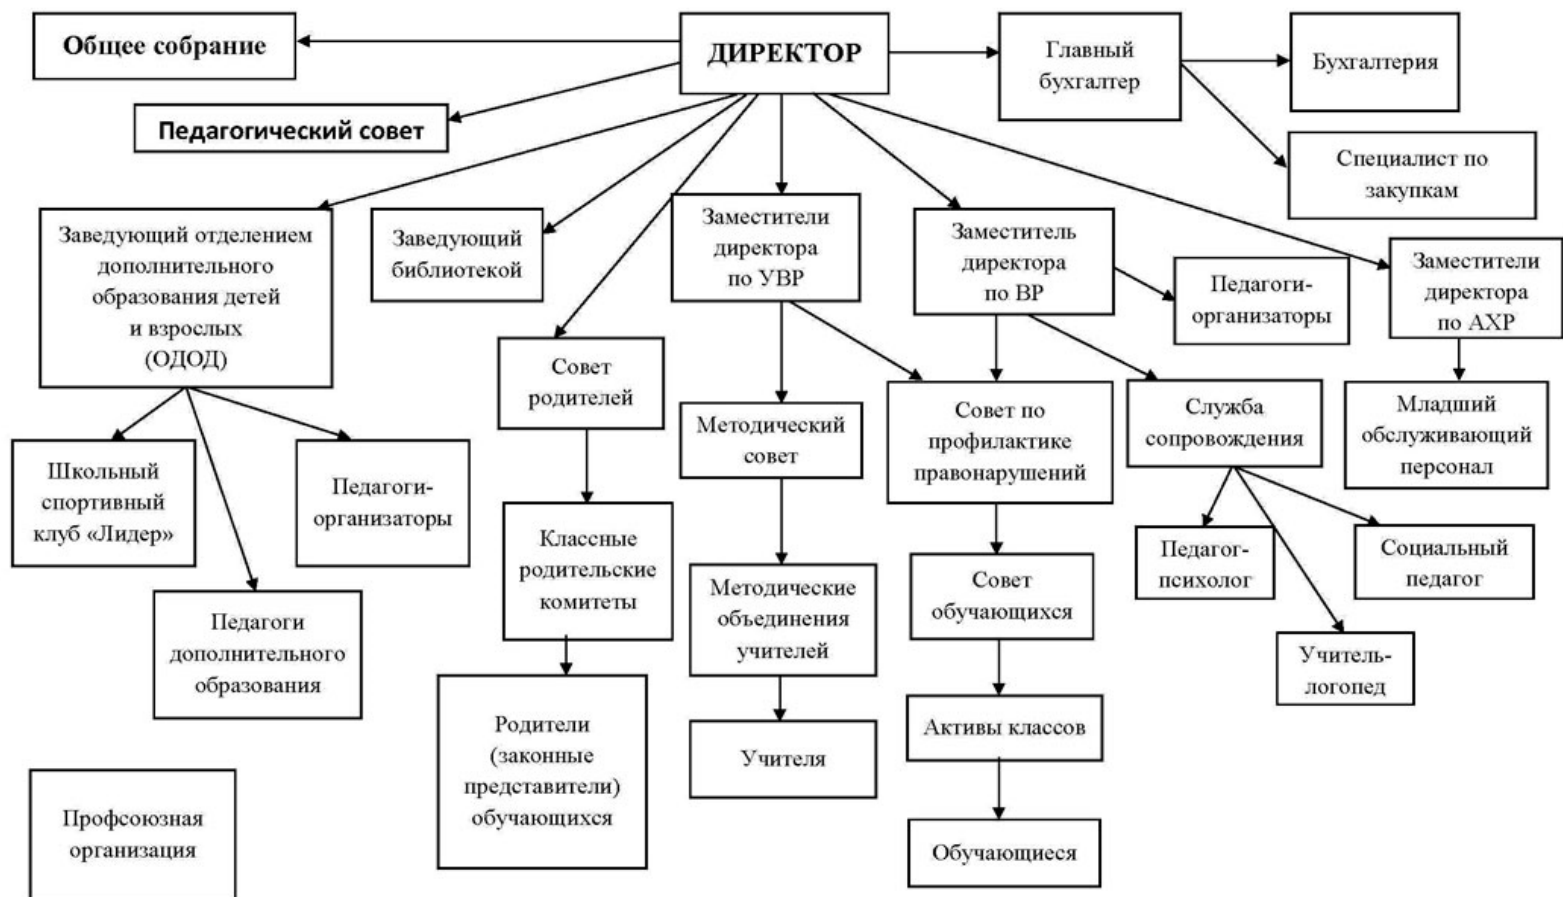 Общее собрание
ДИРЕКТОР
Главный
бухгалтер
Бухгалтерия
Педагогический совет
Специалист по
закупкам
Заведующий отделением
дополнительного
образования детей
и взрослых
(ОДОД)
Заведующий
библиотекой
Заместители
директора
по УВР
Заместитель
директора
по ВР
Педагоги-
организаторы
Заместители
директора
по АХР
Совет
родителей
Методический
совет
Совет по
профилактике
правонарушений
Служба
сопровождения
Младший
обслуживающий
персонал
Школьный
спортивный
клуб «Лидер»
Педагоги-
организаторы
Классные
родительские
комитеты
Методические
объединения
учителей
Совет
обучающихся
Педагог-
психолог
Социальный
педагог
Педагоги
дополнительного
образования
Учитель-
логопед
Родители
(законные
представители)
обучающихся
Учителя
Активы классов
Профсоюзная
организация
Обучающиеся